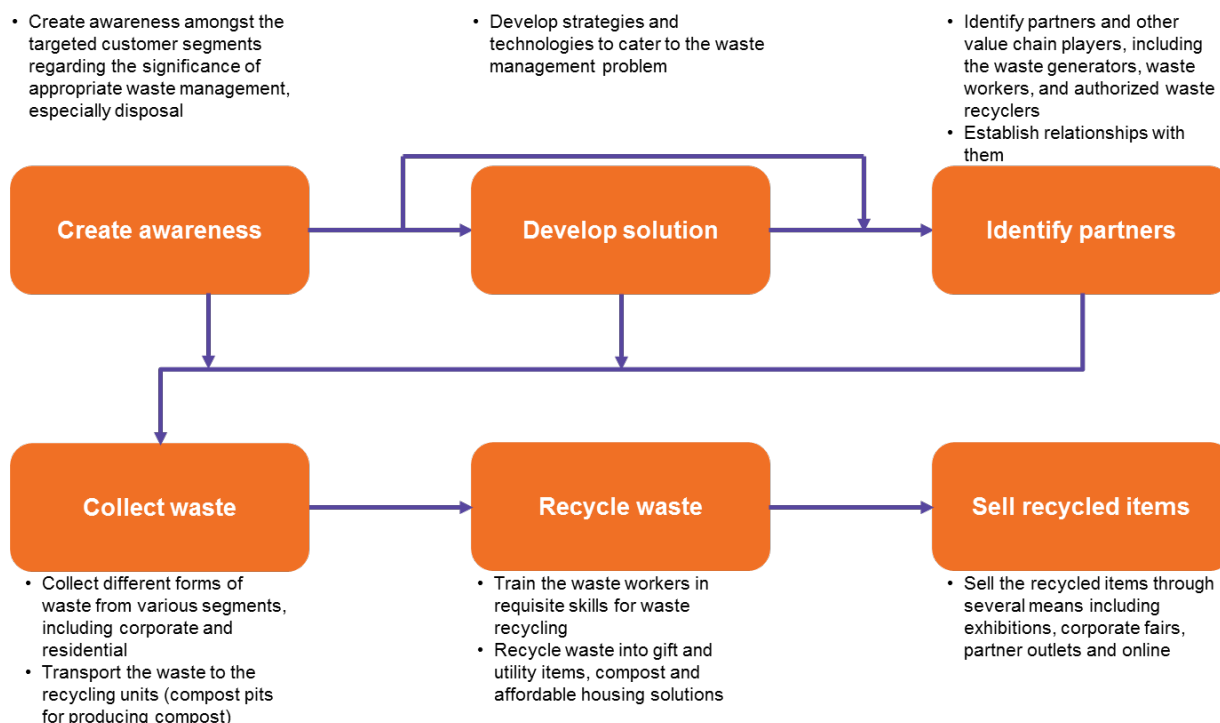 • Create awareness amongst the
targeted customer segments
regarding the significance of
appropriate waste management,
especially disposal
• Develop strategies and
technologies to cater to the waste
management problem
• Identify partners and other
value chain players, including
the waste generators, waste
workers, and authorized waste
recyclers
• Establish relationships with
them
Create awareness
Develop solution
Identify partners
Collect waste
Recycle waste
Sell recycled items
• Collect different forms of
waste from various segments,
including corporate and
residential
• Transport the waste to the
recycling units (compost pits
for producing compost)
• Train the waste workers in
requisite skills for waste
recycling
• Recycle waste into gift and
utility items, compost and
affordable housing solutions
• Sell the recycled items through
several means including
exhibitions, corporate fairs,
partner outlets and online